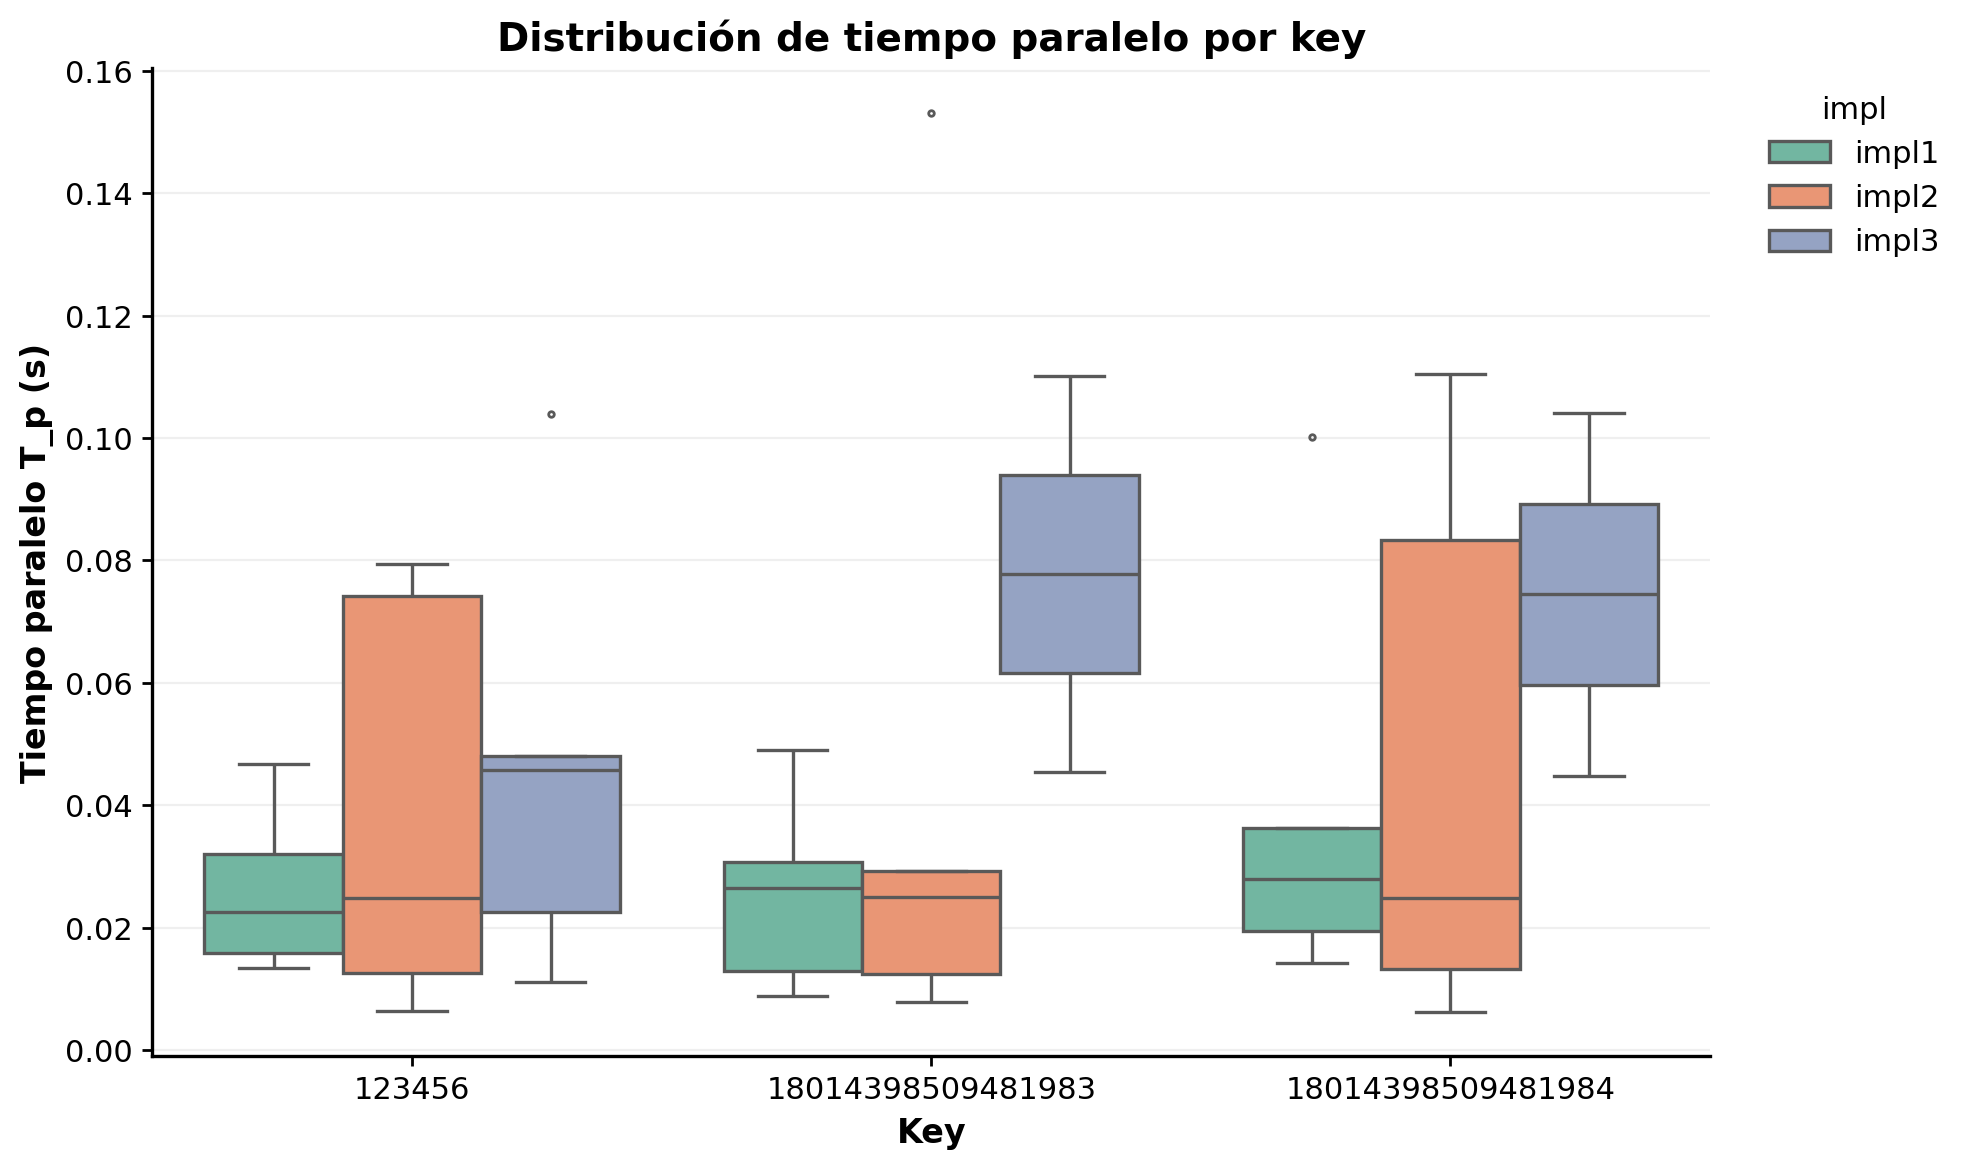 Distribución de tiempo paralelo por key
Tiempo paralelo T_p (s)
0.16
0.14
0.12
0.10
0.08
0.06
0.04
0.02
0.00
123456
18014398509481983
18014398509481984
Key
impl
impl1
impl2
impl3